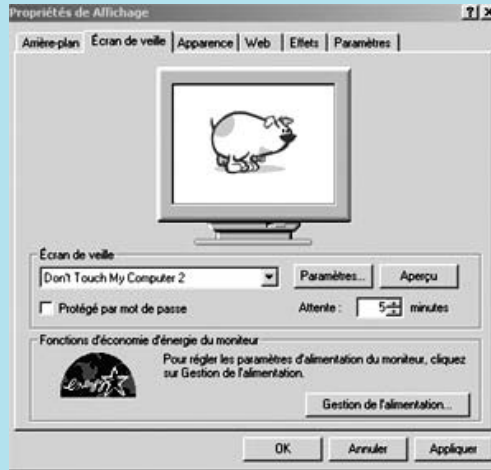 Propriétés de Affichage
Arrière-plan Écran de veille Apparence Web Effets Paramètres
Écran de veille
Don't Touch My Computer 2 Paramètres... Aperçu
Protégé par mot de passe Attente : 5 minutes
Fonctions d'économie d'énergie du moniteur
Pour régler les paramètres d'alimentation du moniteur, cliquez
sur Gestion de l'alimentation.
energy
Gestion de l'alimentation...
OK Annuler Appliquer